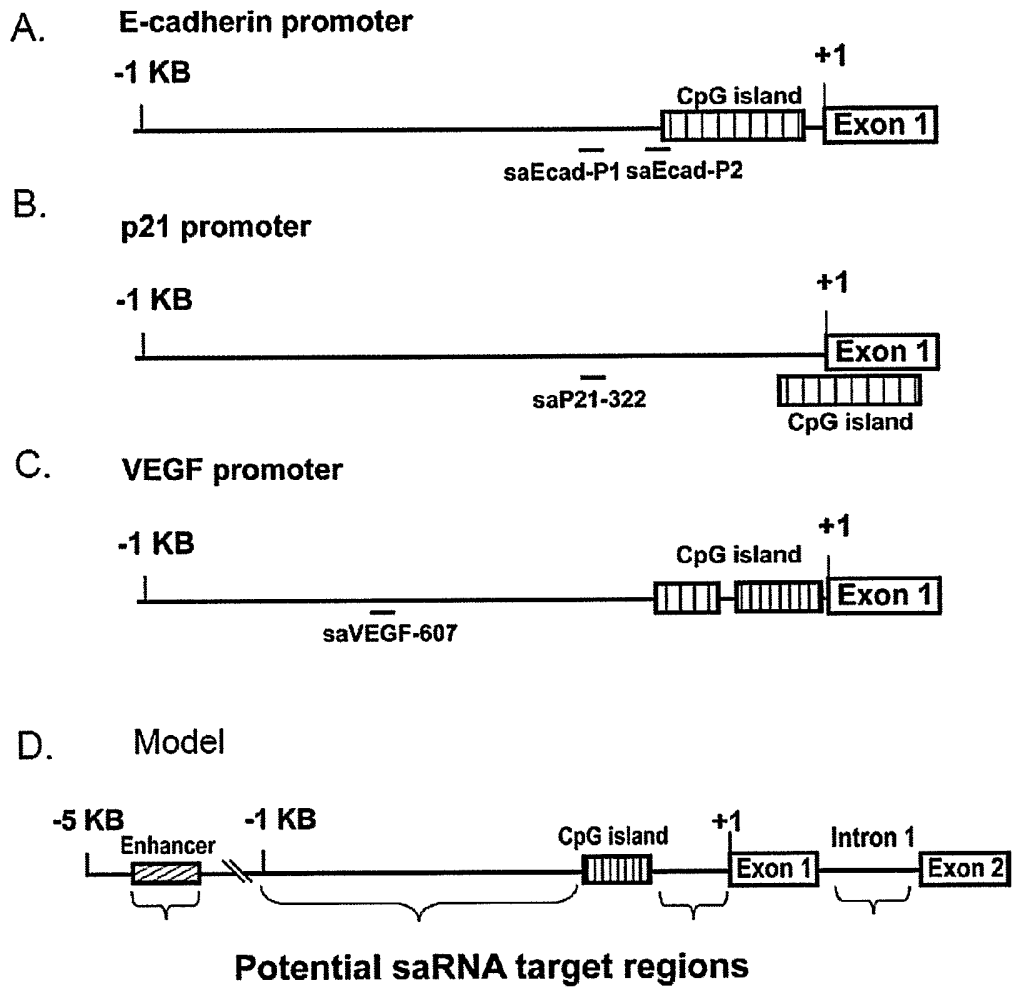 A.
E-cadherin promoter
-1 KB
+1
CpG island
Exon 1
saEcad-P1 saEcad-P2
B.
p21 promoter
-1 KB
+1
Exon 1
saP21-322
CpG island
C.
VEGF promoter
-1 KB
+1
CpG island
Exon 1
saVEGF-607
D.
Model
-5 KB
Enhancer
-1 KB
CpG island
+1
Exon 1
Intron 1
Exon 2
Potential saRNA target regions